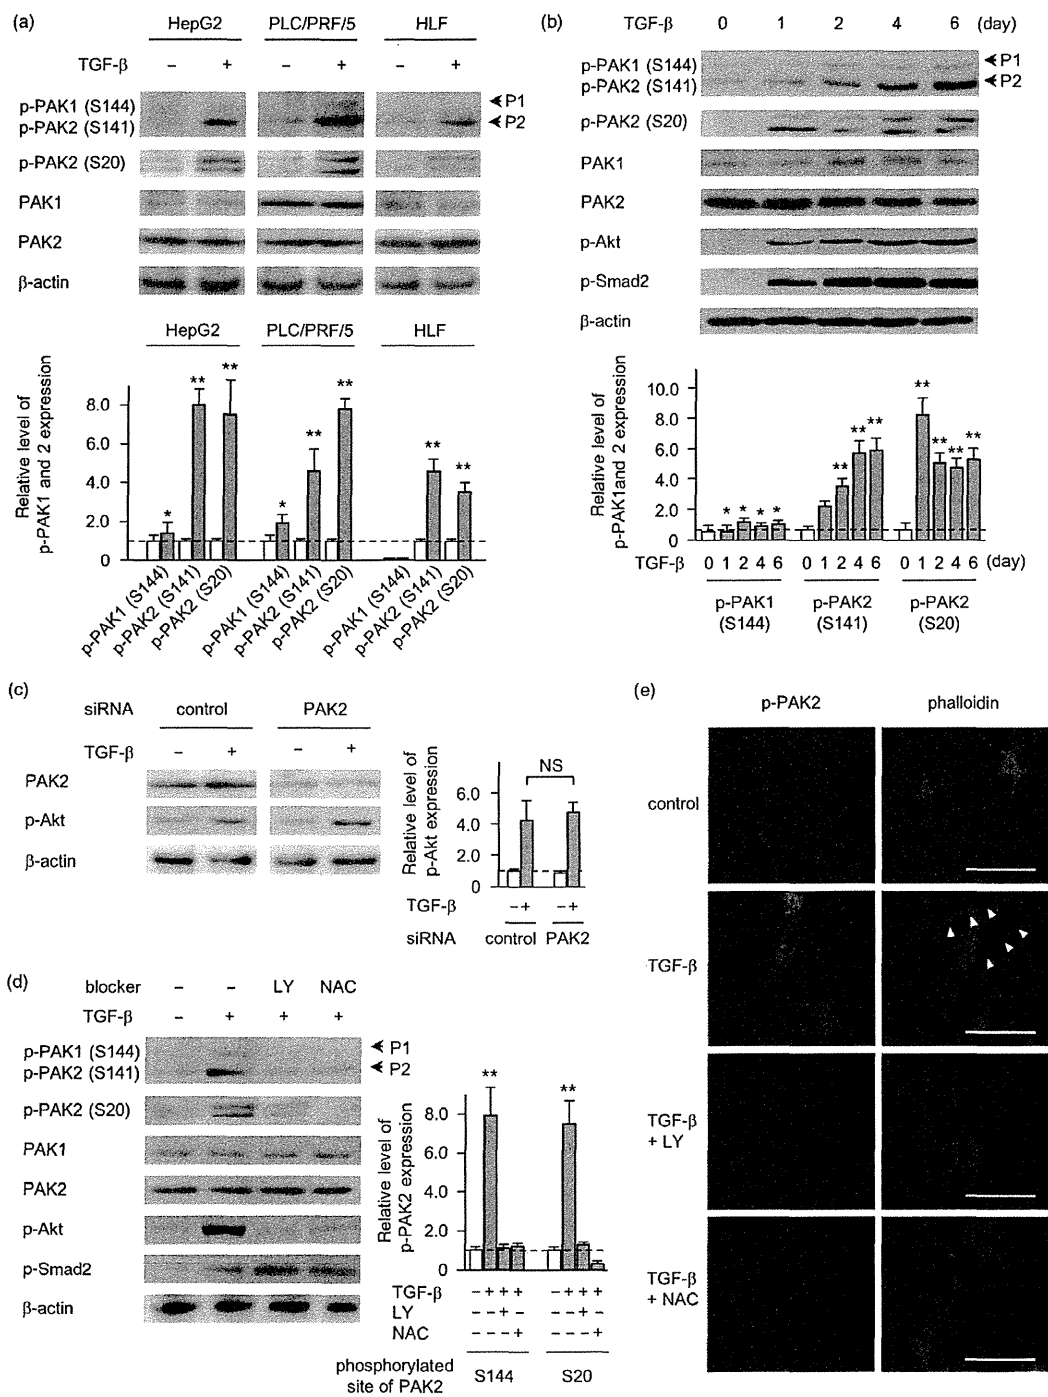 (a)
HepG2 PLC/PRF/5 HLF
TGF-β – + – + – +
p-PAK1 (S144) P1
p-PAK2 (S141) P2
p-PAK2 (S20)
PAK1
PAK2
β-actin
HepG2 PLC/PRF/5 HLF
Relative level of
p-PAK1 and 2 expression
8.0
6.0
4.0
2.0
0
* ** ** * ** ** ** **
p-PAK1 (S144)
p-PAK2 (S141)
p-PAK2 (S20)
p-PAK1 (S144)
p-PAK2 (S141)
p-PAK2 (S20)
p-PAK1 (S144)
p-PAK2 (S141)
p-PAK2 (S20)
(b)
TGF-β 0 1 2 4 6 (day)
p-PAK1 (S144) P1
p-PAK2 (S141) P2
p-PAK2 (S20)
PAK1
PAK2
p-Akt
p-Smad2
β-actin
Relative level of
p-PAK1and 2 expression
10.0
8.0
6.0
4.0
2.0
0
* * * * ** ** ** ** ** ** **
TGF-β 0 1 2 4 6 0 1 2 4 6 0 1 2 4 6 (day)
p-PAK1 p-PAK2 p-PAK2
(S144) (S141) (S20)
(c)
siRNA control PAK2
TGF-β – + – +
PAK2
p-Akt
β-actin
Relative level of
p-Akt expression
NS
6.0
4.0
2.0
0
TGF-β – + – +
siRNA control PAK2
(d)
blocker – – LY NAC
TGF-β – + + +
p-PAK1 (S144) P1
p-PAK2 (S141) P2
p-PAK2 (S20)
PAK1
PAK2
p-Akt
p-Smad2
β-actin
Relative level of
p-PAK2 expression
8.0
6.0
4.0
2.0
0
** **
TGF-β – + + + – + + +
LY – – + – – – + –
NAC – – – + – – – +
phosphorylated
site of PAK2 S144 S20
(e)
p-PAK2 phalloidin
control
TGF-β
TGF-β
+ LY
TGF-β
+ NAC